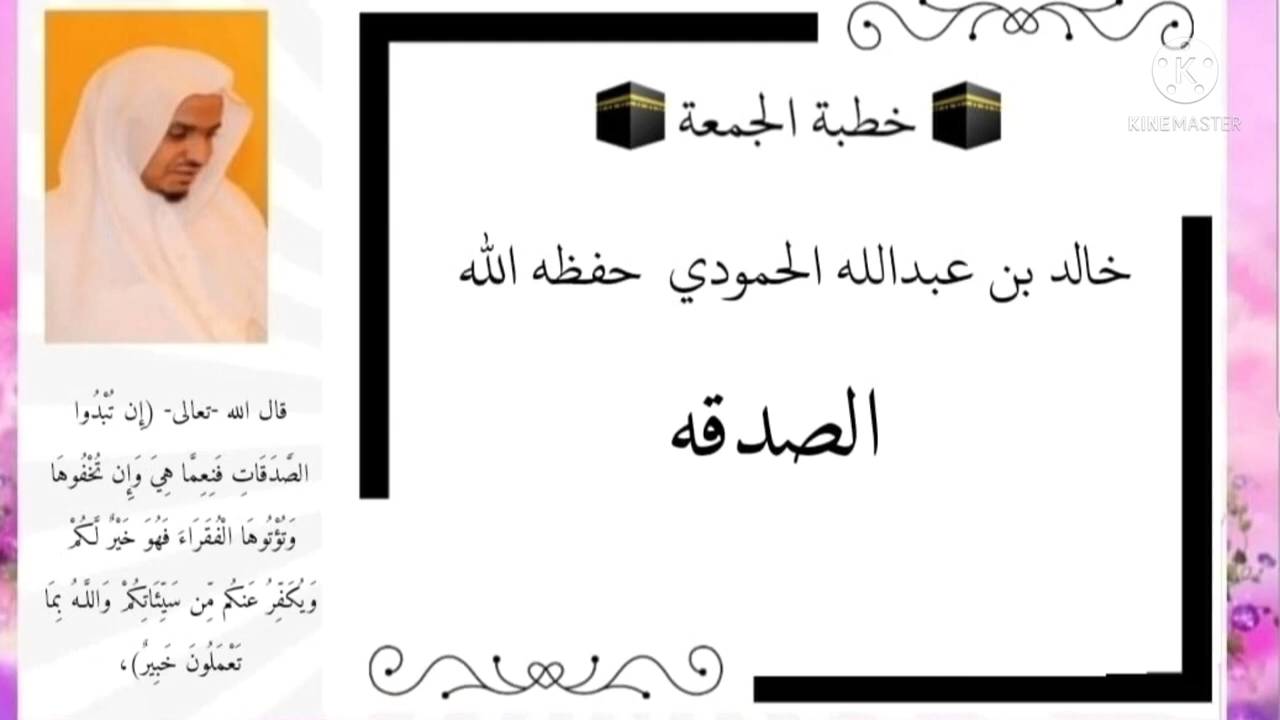 خطبة الجمعة
خالد بن عبدالله الحمودي حفظه الله
الصدقه
قال الله -تعالى- (إِن تُبْدُوا
الصَّدَقَاتِ فَنِعِمَّا هِيَ وَإِن تُخْفُوهَا
وَتُؤْتُوهَا الْفُقَرَاءَ فَهُوَ خَيْرٌ لَّكُمْ
وَيُكَفِّرُ عَنكُم مِّن سَيِّئَاتِكُمْ وَاللَّـهُ بِمَا
تَعْمَلُونَ خَبِيرٌ)،
K
KINEMASTER